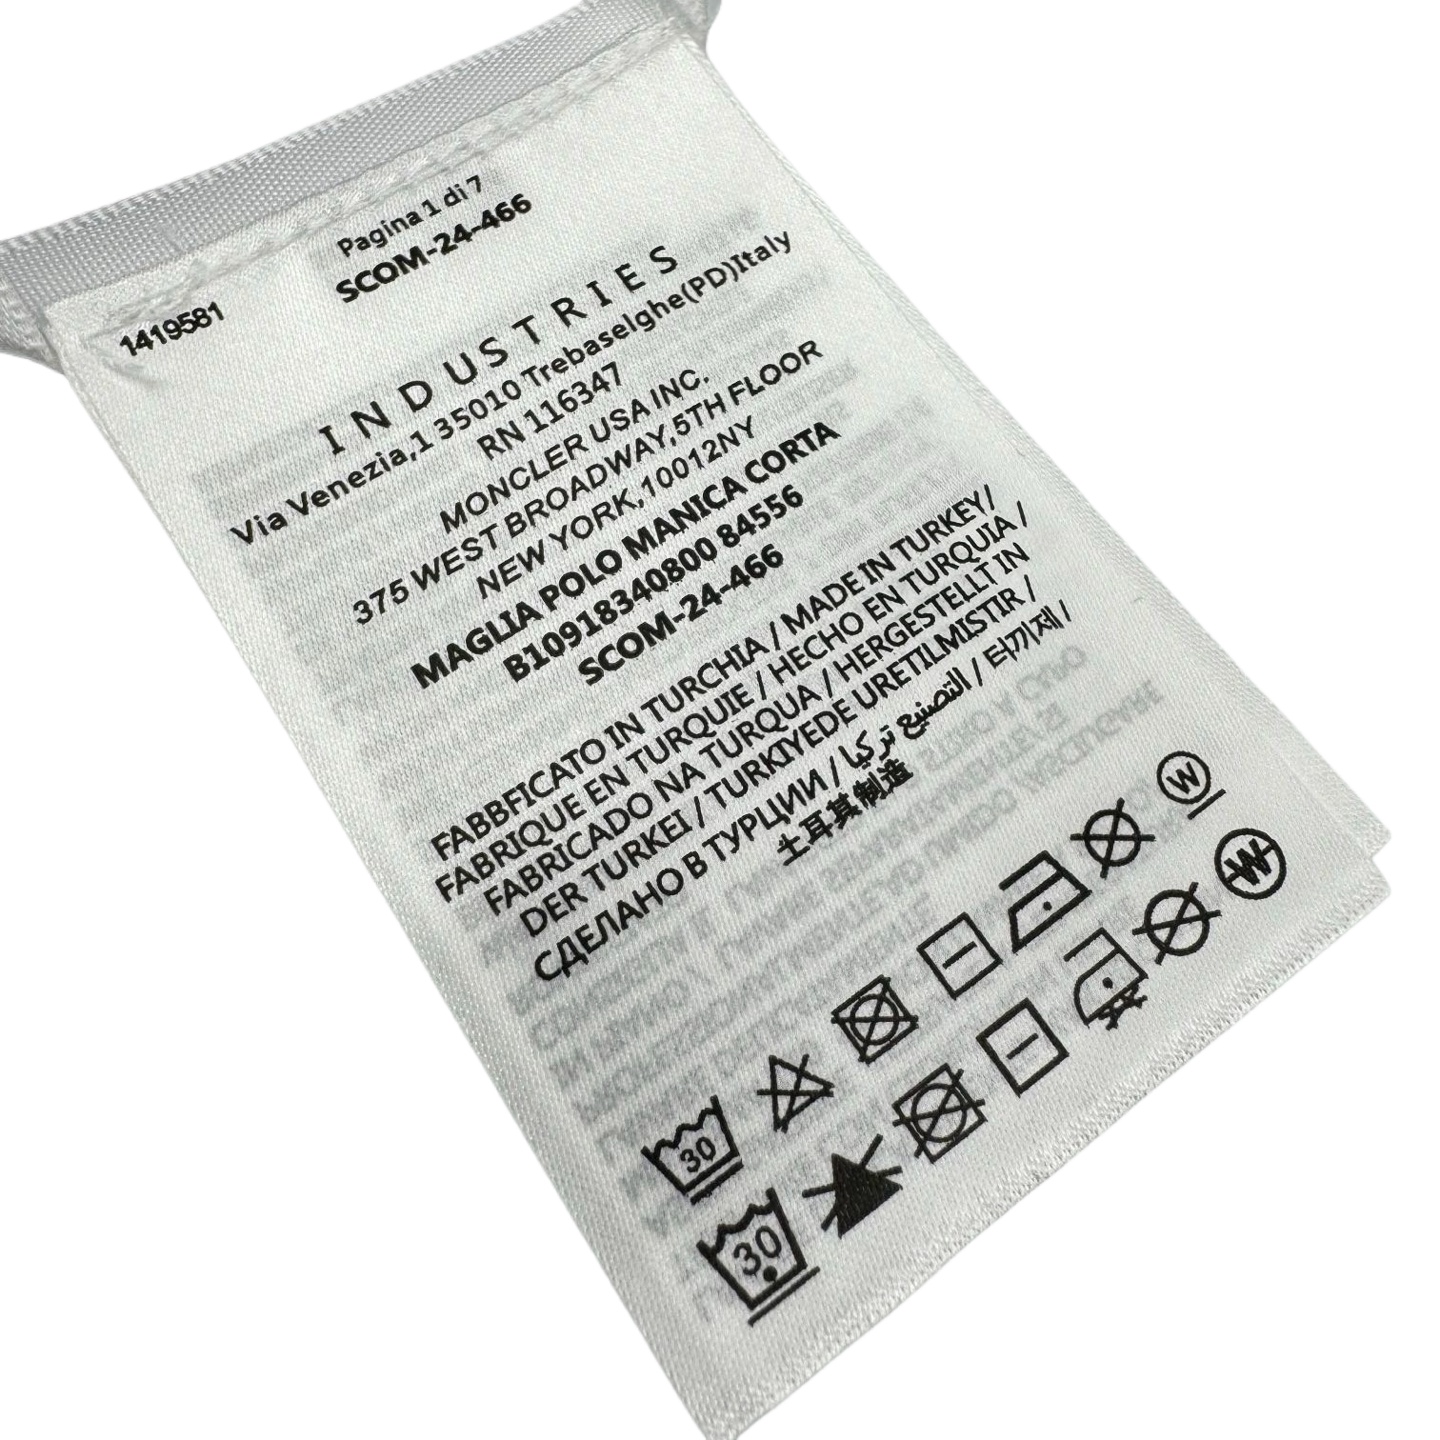 Pagina 1 di 7
SCOM-24-466
1419581
INDUSTRIES
Via Venezia,1 35010 Trebaselghe(PD)Italy
RN 116347
MONCLER USA INC.
375 WEST BROADWAY,5TH FLOOR
NEW YORK,10012NY
MAGLIA POLO MANICA CORTA
B10918340800 84556
SCOM-24-466
FABBFICATO IN TURCHIA / MADE IN TURKEY/
FABRIQUE EN TURQUIE / HECHO EN TURQUIA /
FABRICADO NA TURQUA / HERGESTELLT IN
DER TURKEI / TURKIYEDE URETILMISTIR /
СДЕЛАНО В ТУРЦИИ / التصنيع تركيا / 터키제 /
土耳其制造
W
30
W
30